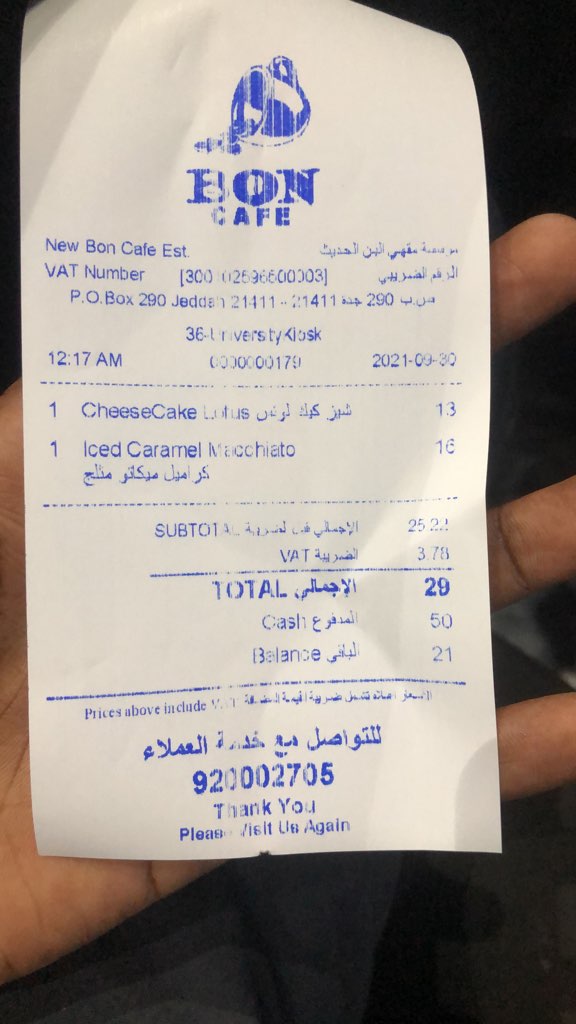 BON
CAFE
New Bon Cafe Est. مؤسسة مقهى البن الحديث
VAT Number الرقم الضريبي
P.O.Box 290 Jeddah 21411 - 21411 ص.ب 290 جدة
36-UniversityKiosk
12:17 AM 0000000179 2021-09-30
1 CheeseCake Lotus شيز كيك لوتس 13
1 Iced Caramel Macchiato 16
كراميل ميكاتو مثلج
SUBTOTAL الإجمالي قبل الضريبة 25.22
VAT الضريبة 3.78
TOTAL الإجمالي 29
Cash المدفوع 50
Balance الباقي 21
Prices above include VAT الاسعار اعلاه تشمل ضريبة القيمة المضافة
للتواصل مع خدمة العملاء
920002705
Thank You
Please Visit Us Again